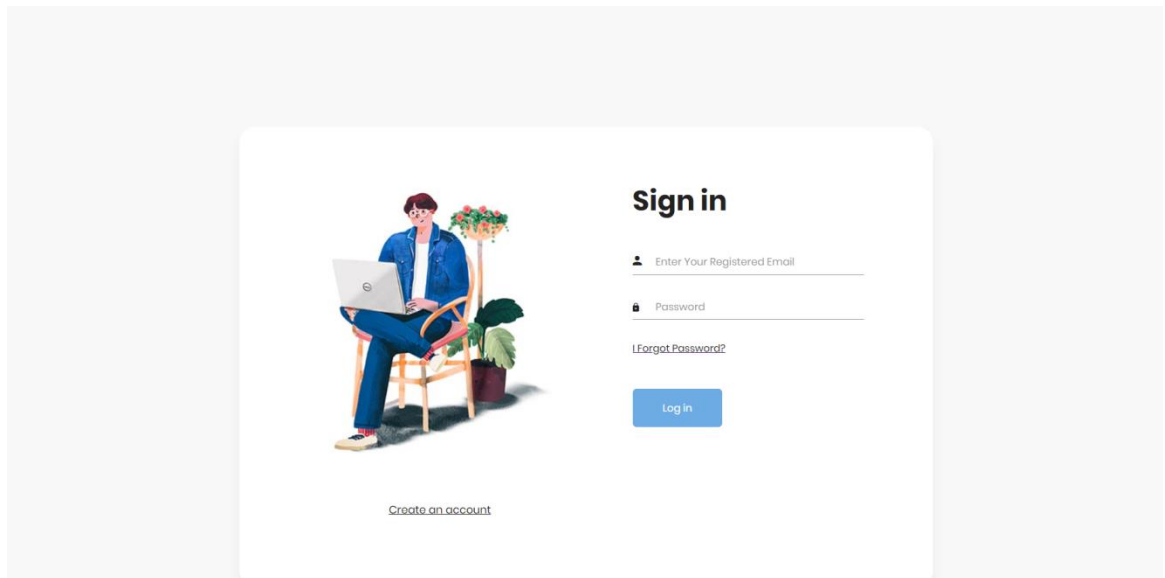 Sign in
Enter Your Registered Email
Password
I Forgot Password?
Log in
Create an account